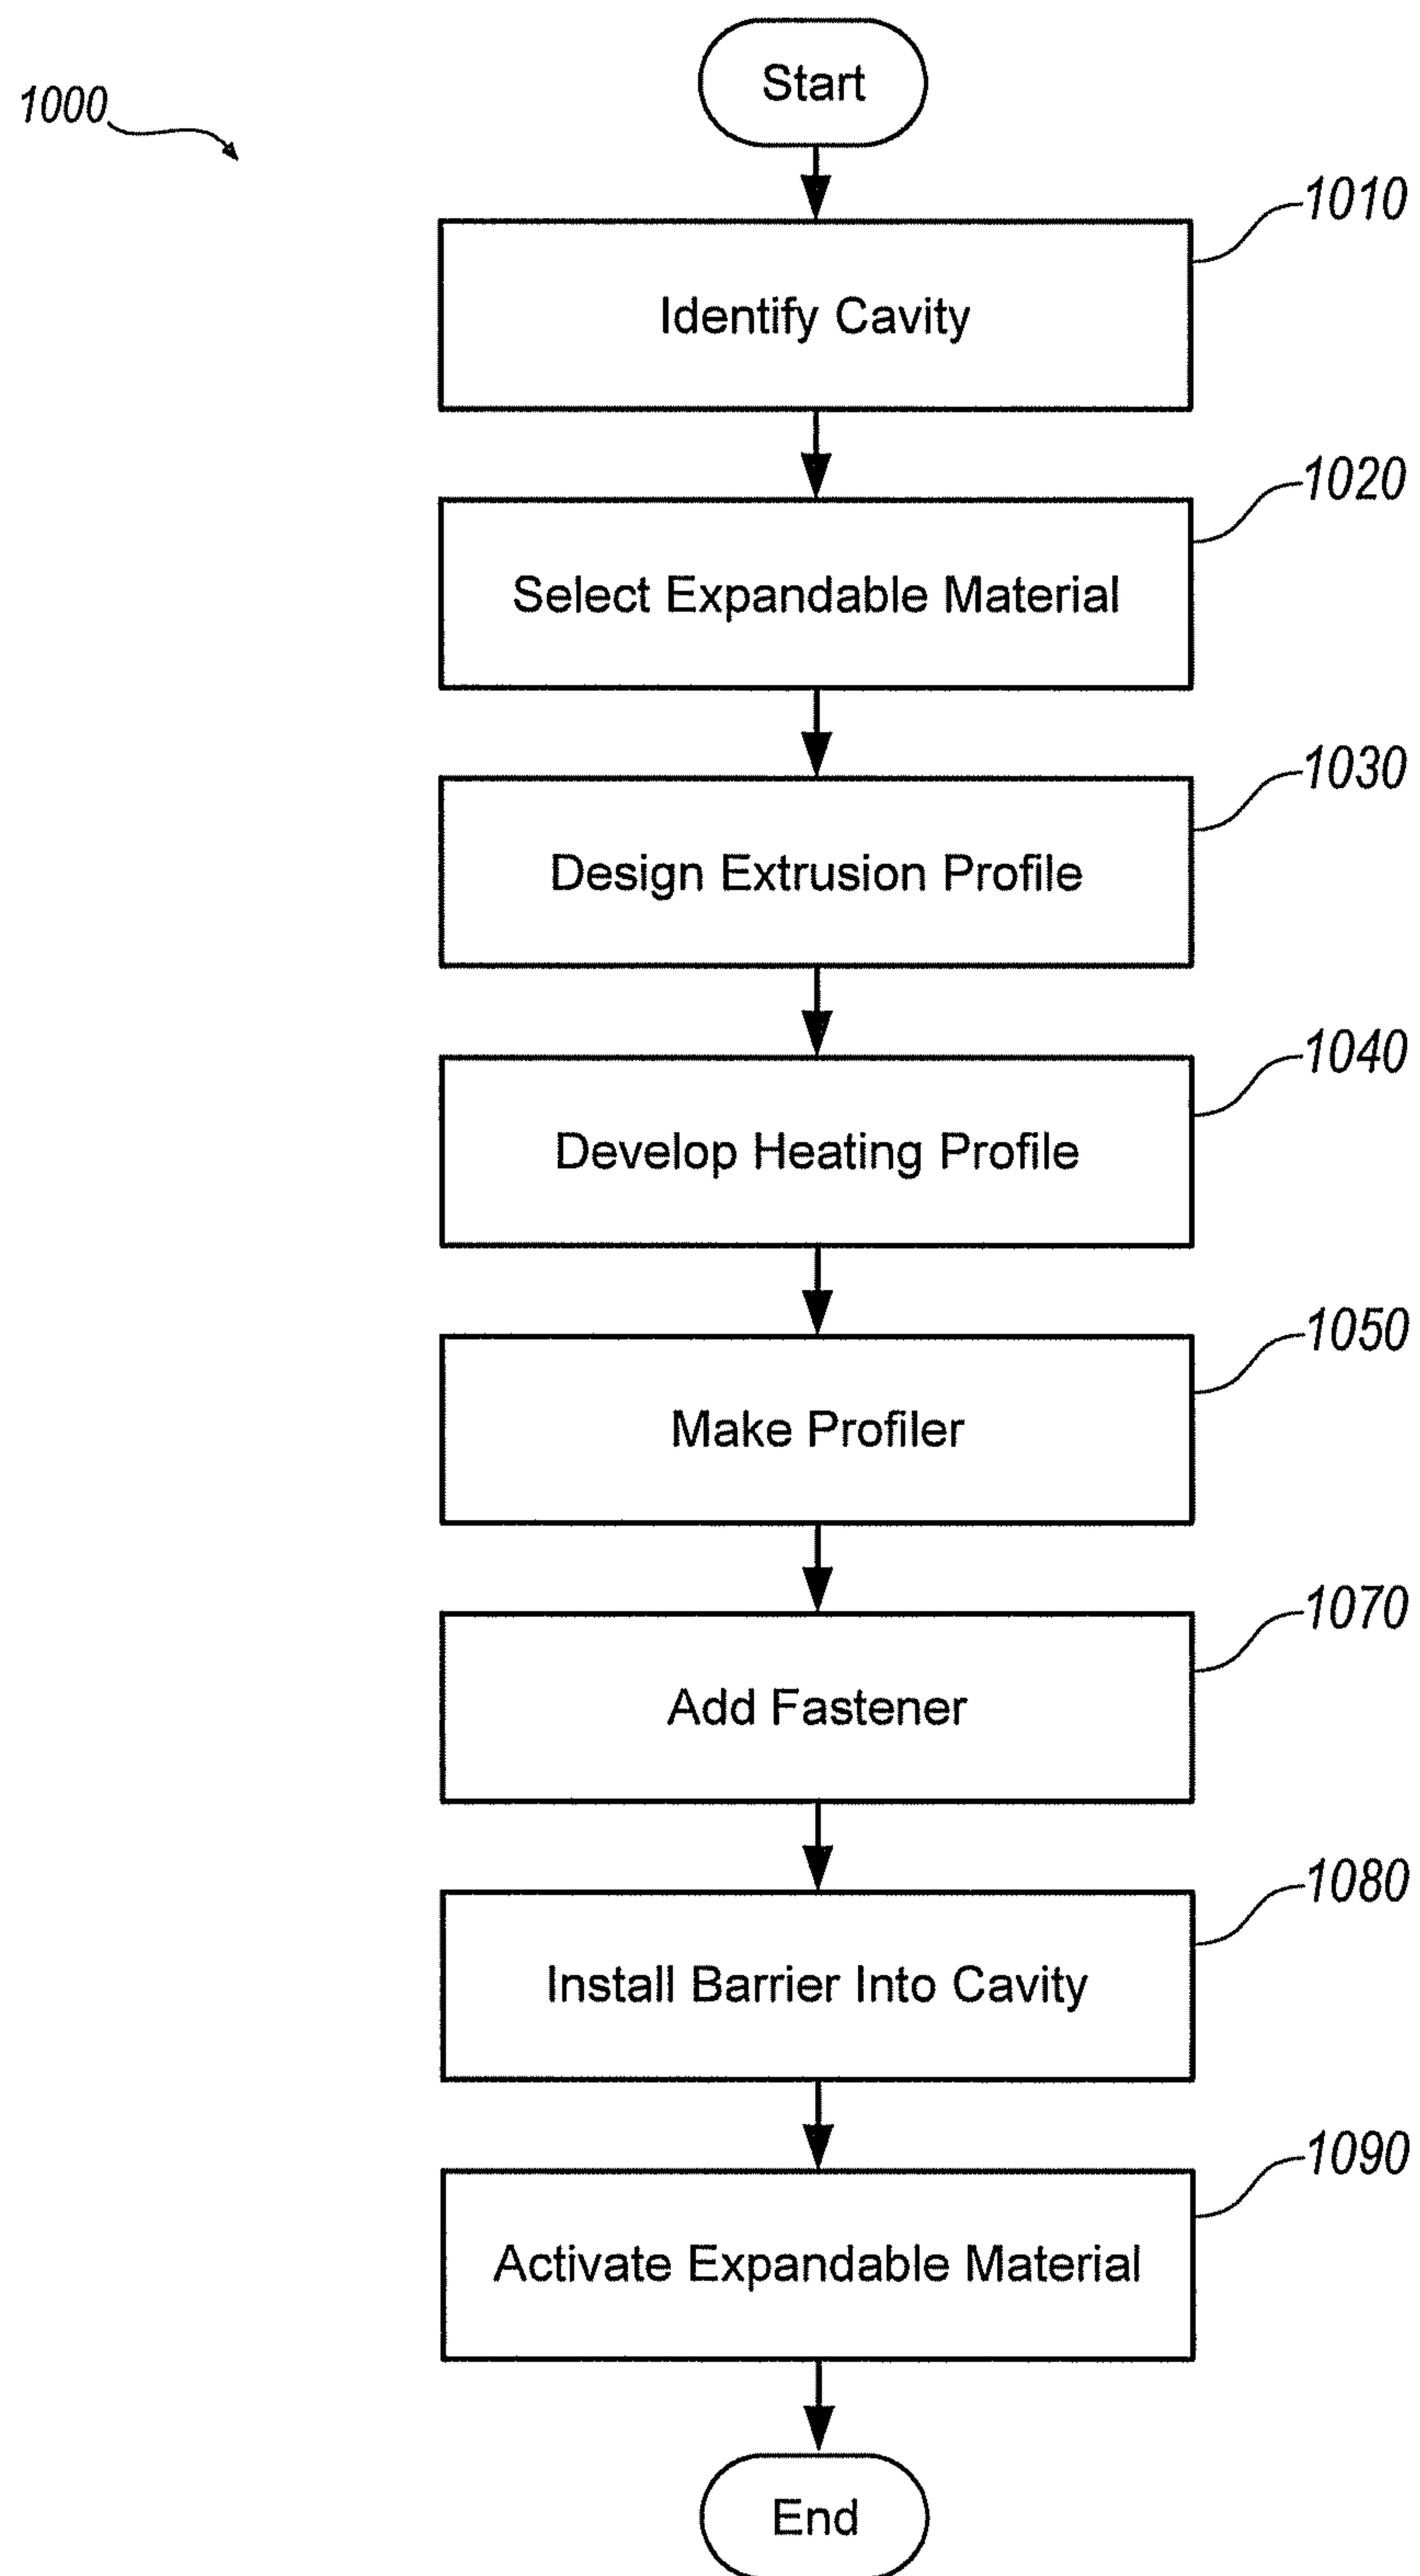 Start
1000
1010
Identify Cavity
1020
Select Expandable Material
1030
Design Extrusion Profile
1040
Develop Heating Profile
1050
Make Profiler
1070
Add Fastener
1080
Install Barrier Into Cavity
1090
Activate Expandable Material
End